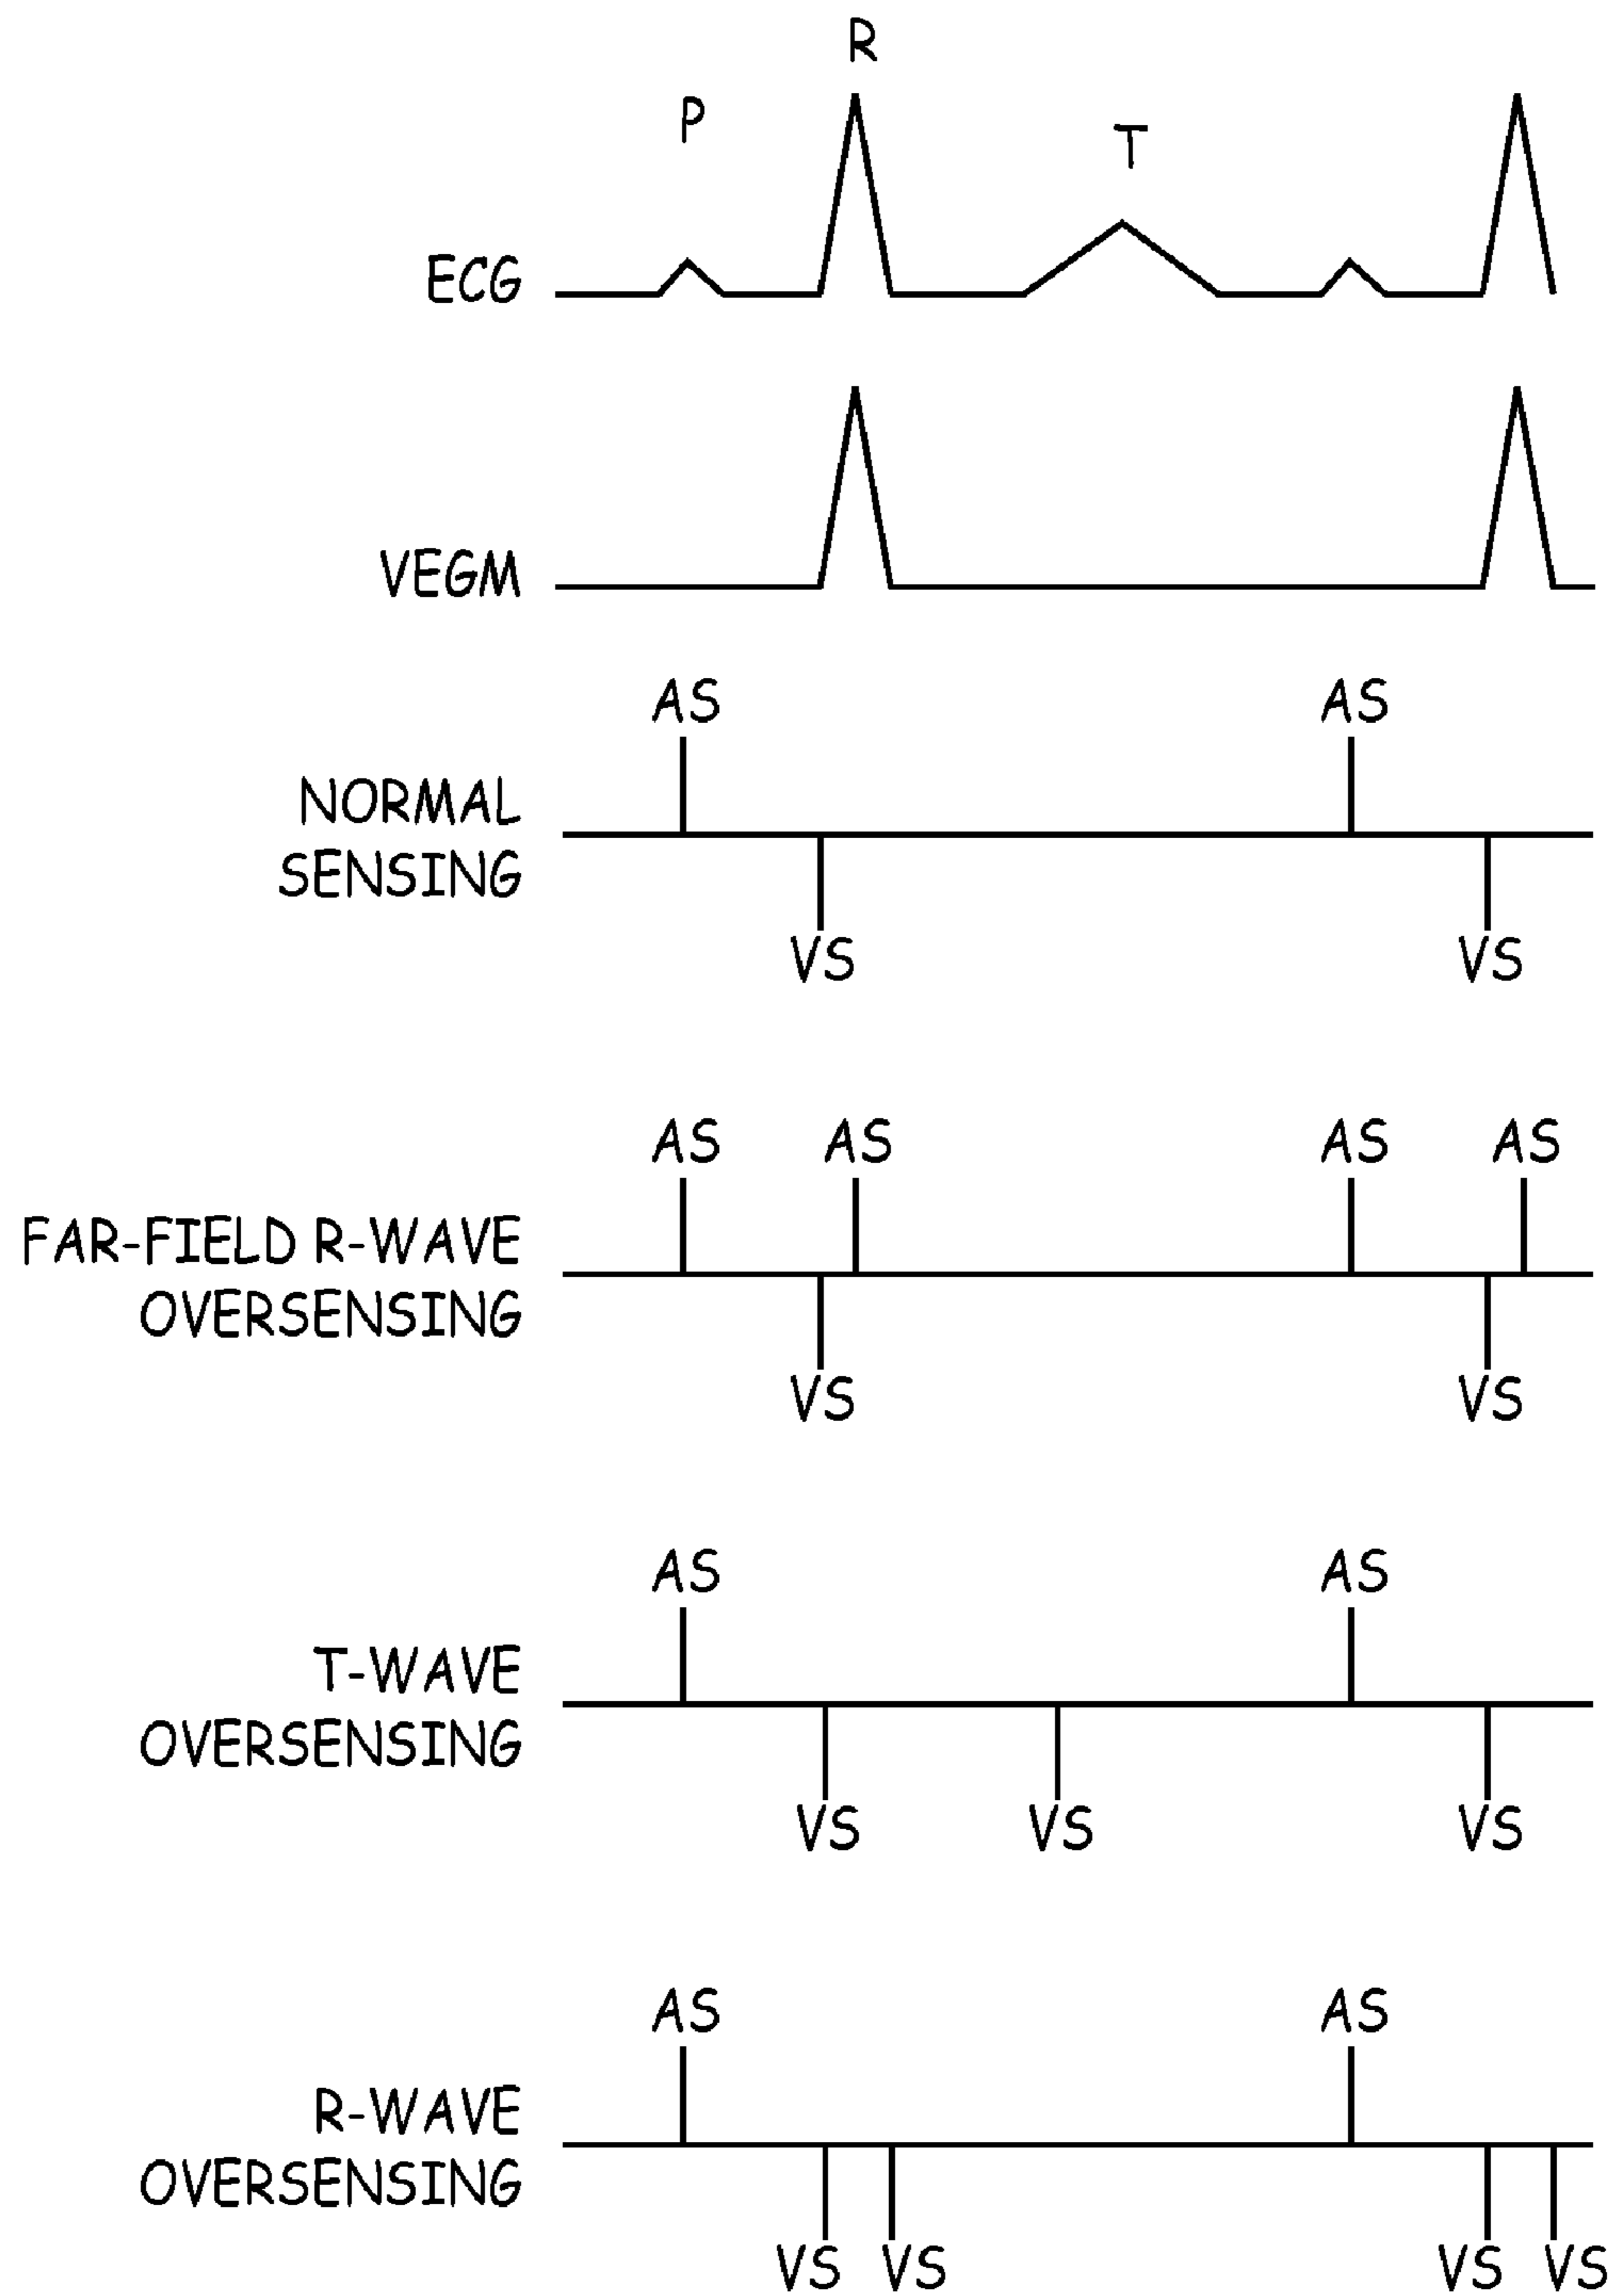 R
P
T
ECG
VEGM
AS AS
NORMAL
SENSING
VS VS
AS AS AS AS
FAR-FIELD R-WAVE
OVERSENSING
VS VS
AS AS
T-WAVE
OVERSENSING
VS VS VS
AS AS
R-WAVE
OVERSENSING
VS VS VS VS